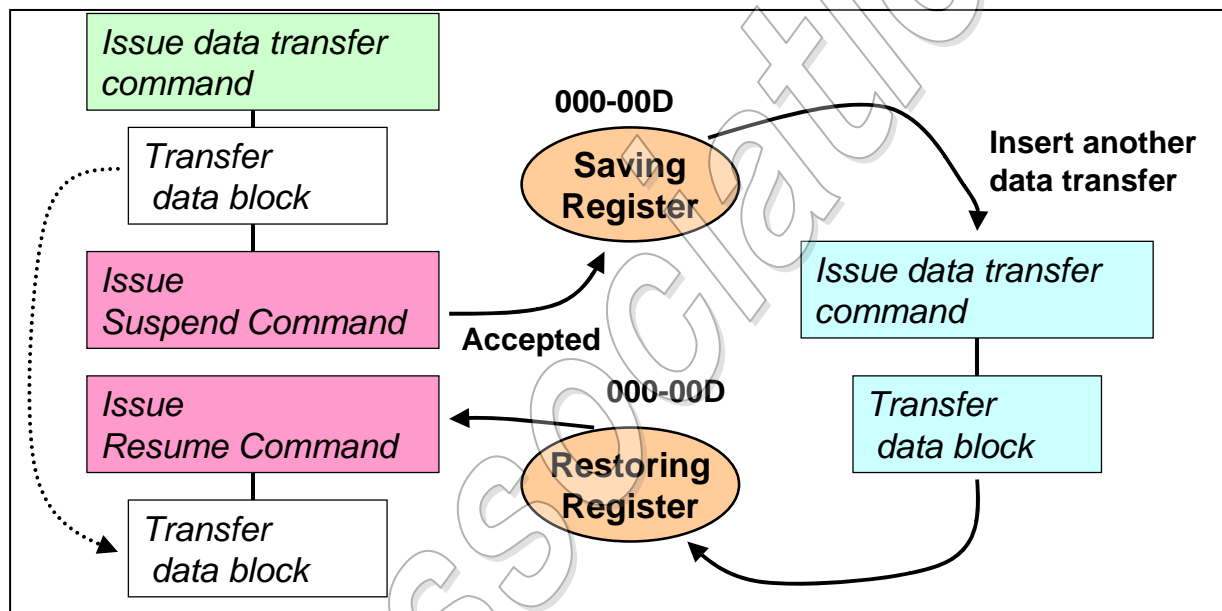 Issue data transfer
command
Transfer
data block
Issue
Suspend Command
Accepted
000-00D
Saving
Register
Insert another
data transfer
Issue data transfer
command
Transfer
data block
000-00D
Restoring
Register
Issue
Resume Command
Transfer
data block
ssociatio